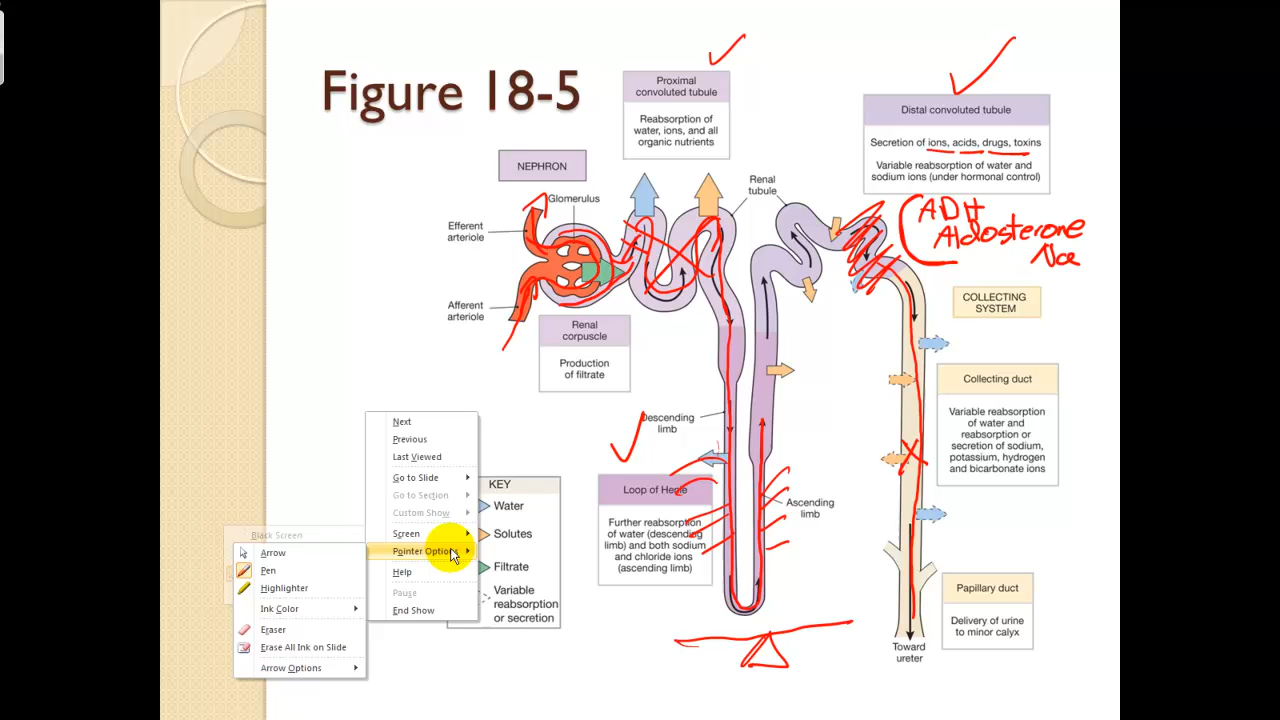 Figure 18-5
Proximal
convoluted tubule
Reabsorption of
water, ions, and all
organic nutrients
Distal convoluted tubule
Secretion of ions, acids, drugs, toxins
Variable reabsorption of water and
sodium ions (under hormonal control)
NEPHRON
Glomerulus
Renal
tubule
Efferent
arteriole
Afferent
arteriole
ADH
Aldosterone
Renal
corpuscle
Production
of filtrate
COLLECTING
SYSTEM
Collecting duct
Variable reabsorption
of water and
reabsorption or
secretion of sodium,
potassium, hydrogen
and bicarbonate ions
Descending
limb
Loop of Henle
Further reabsorption
of water (descending
limb) and both sodium
and chloride ions
(ascending limb)
Ascending
limb
Papillary duct
Delivery of urine
to minor calyx
Toward
ureter
KEY
Water
Solutes
Filtrate
Variable
reabsorption
or secretion
Next
Previous
Last Viewed
Go to Slide
Go to Section
Custom Show
Screen
Pointer Options
Help
Pause
End Show
Black Screen
Arrow
Pen
Highlighter
Ink Color
Eraser
Erase All Ink on Slide
Arrow Options